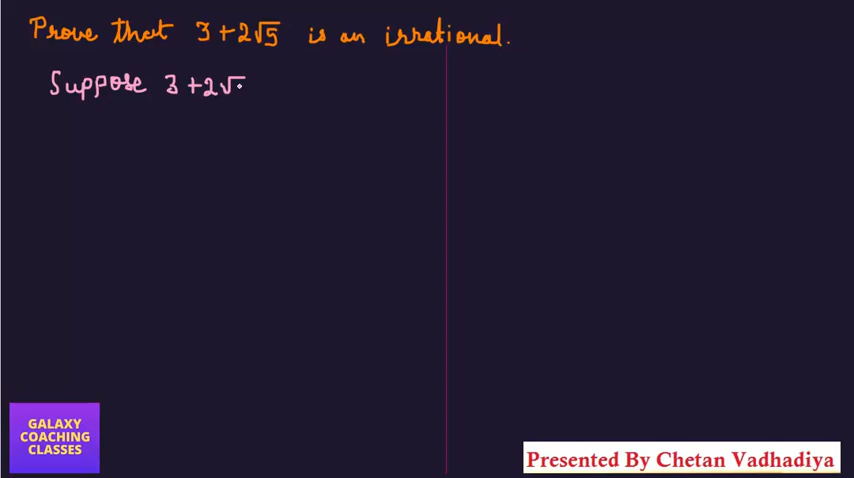 Prove that 3 + 2√5 is an irrational.
Suppose 3 + 2√
GALAXY
COACHING
CLASSES
Presented By Chetan Vadhadiya